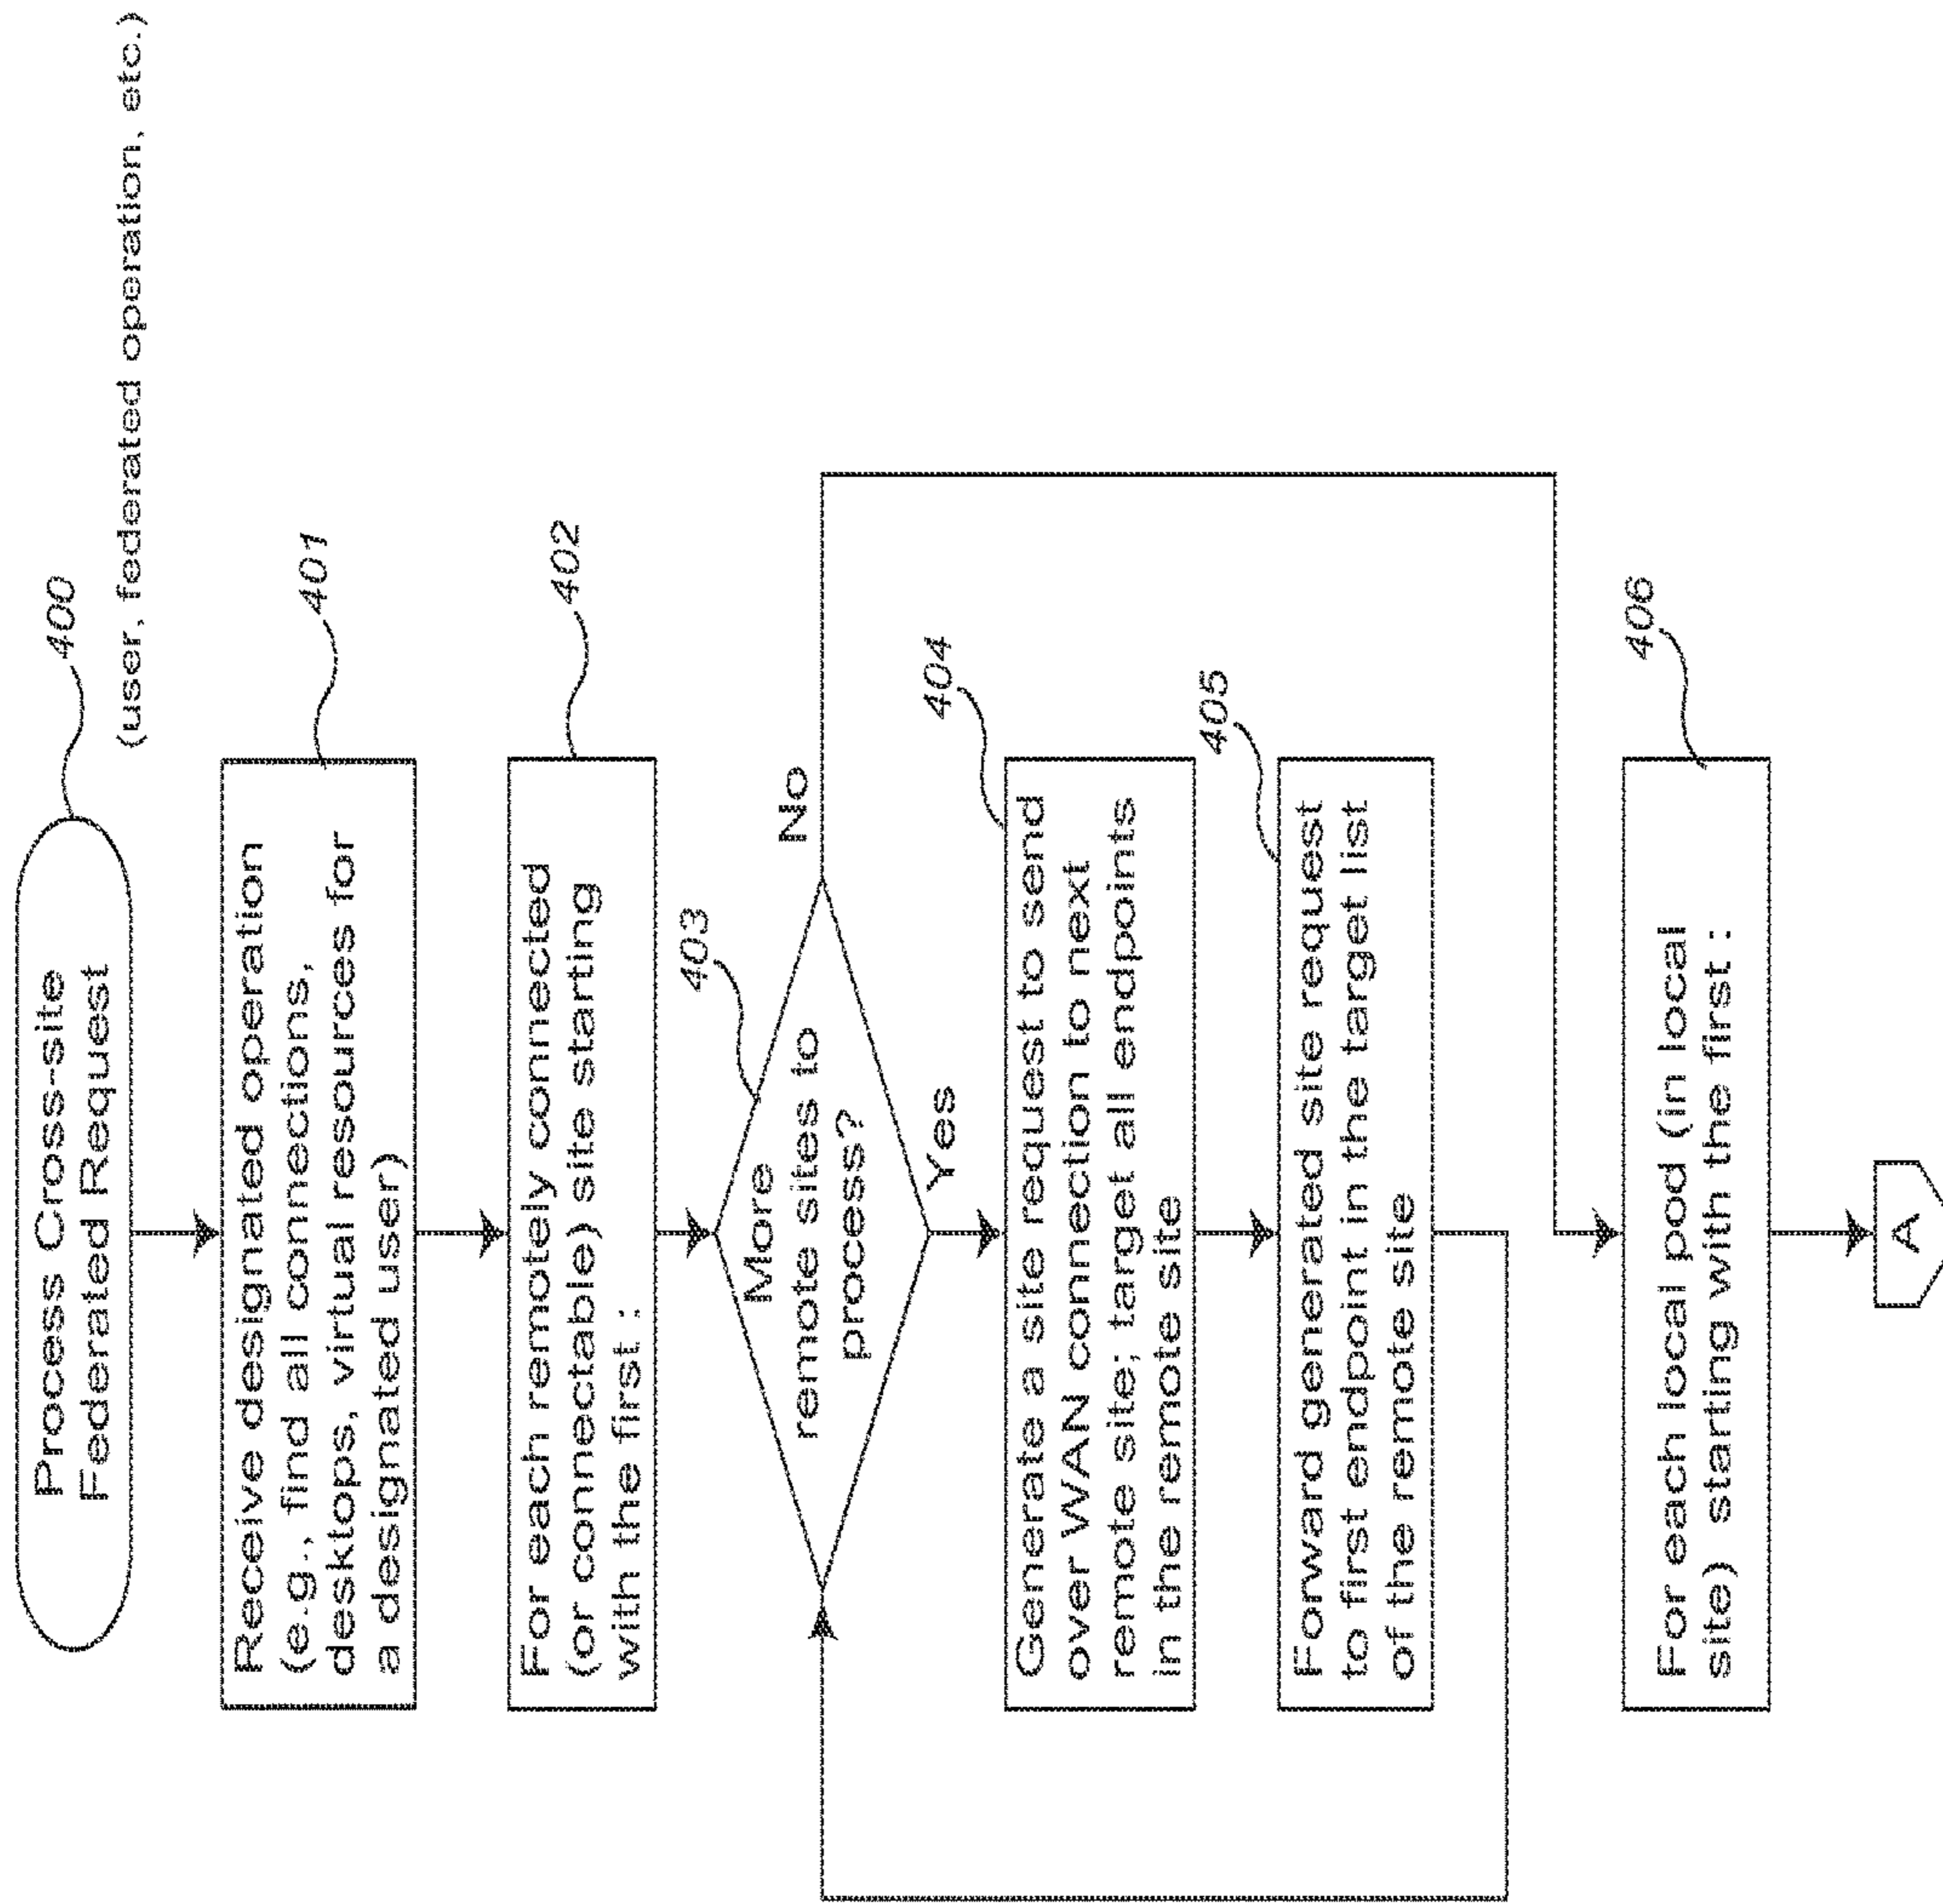 Process Cross-site
Federated Request
400
(user, federated operation, etc.)
Receive designated operation
(e.g., find all connections,
desktops, virtual resources for
a designated user)
401
For each remotely connected
(or connectable) site starting
with the first :
402
403
More
remote sites to
process?
No
Yes
404
Generate a site request to send
over WAN connection to next
remote site; target all endpoints
in the remote site
405
Forward generated site request
to first endpoint in the target list
of the remote site
406
For each local pod (in local
site) starting with the first :
A